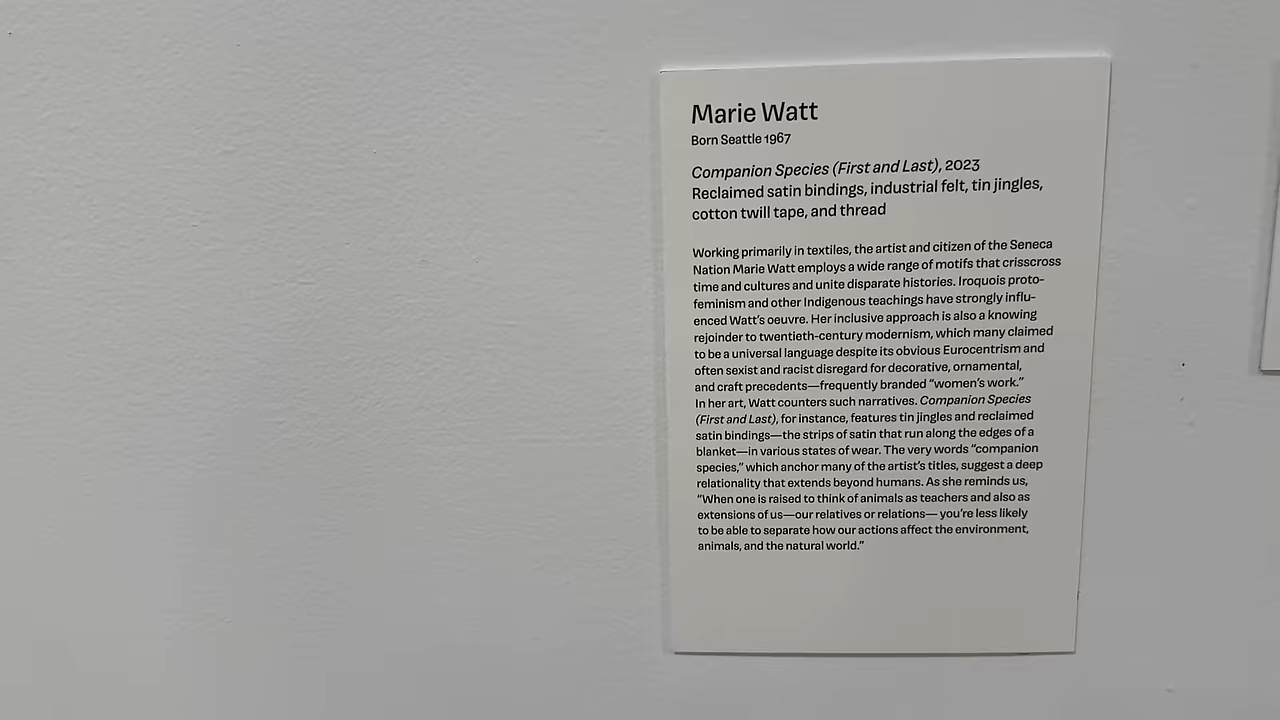 Marie Watt
Born Seattle 1967
Companion Species (First and Last), 2023
Reclaimed satin bindings, industrial felt, tin jingles,
cotton twill tape, and thread
Working primarily in textiles, the artist and citizen of the Seneca
Nation Marie Watt employs a wide range of motifs that crisscross
time and cultures and unite disparate histories. Iroquois proto-
feminism and other Indigenous teachings have strongly influ-
enced Watt's oeuvre. Her inclusive approach is also a knowing
rejoinder to twentieth-century modernism, which many claimed
to be a universal language despite its obvious Eurocentrism and
often sexist and racist disregard for decorative, ornamental,
and craft precedents—frequently branded “women's work.”
In her art, Watt counters such narratives. Companion Species
(First and Last), for instance, features tin jingles and reclaimed
satin bindings—the strips of satin that run along the edges of a
blanket—in various states of wear. The very words “companion
species,” which anchor many of the artist's titles, suggest a deep
relationality that extends beyond humans. As she reminds us,
“When one is raised to think of animals as teachers and also as
extensions of us—our relatives or relations— you're less likely
to be able to separate how our actions affect the environment,
animals, and the natural world.”